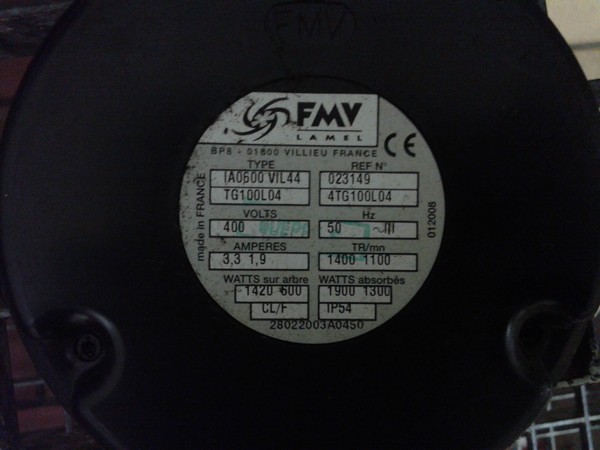 FMV
FMV
LAMEL
CE
BP8 - 01800 VILLIEU FRANCE
TYPE REF N°
IA0600 VIL44 023149
TG100L04 4TG100L04
VOLTS Hz
400 50
AMPERES TR/mn
3,3 1,9 1400 1100
WATTS sur arbre WATTS absorbés
1420 600 1900 1300
CL/F IP54
28022003A0450
made in FRANCE
012008